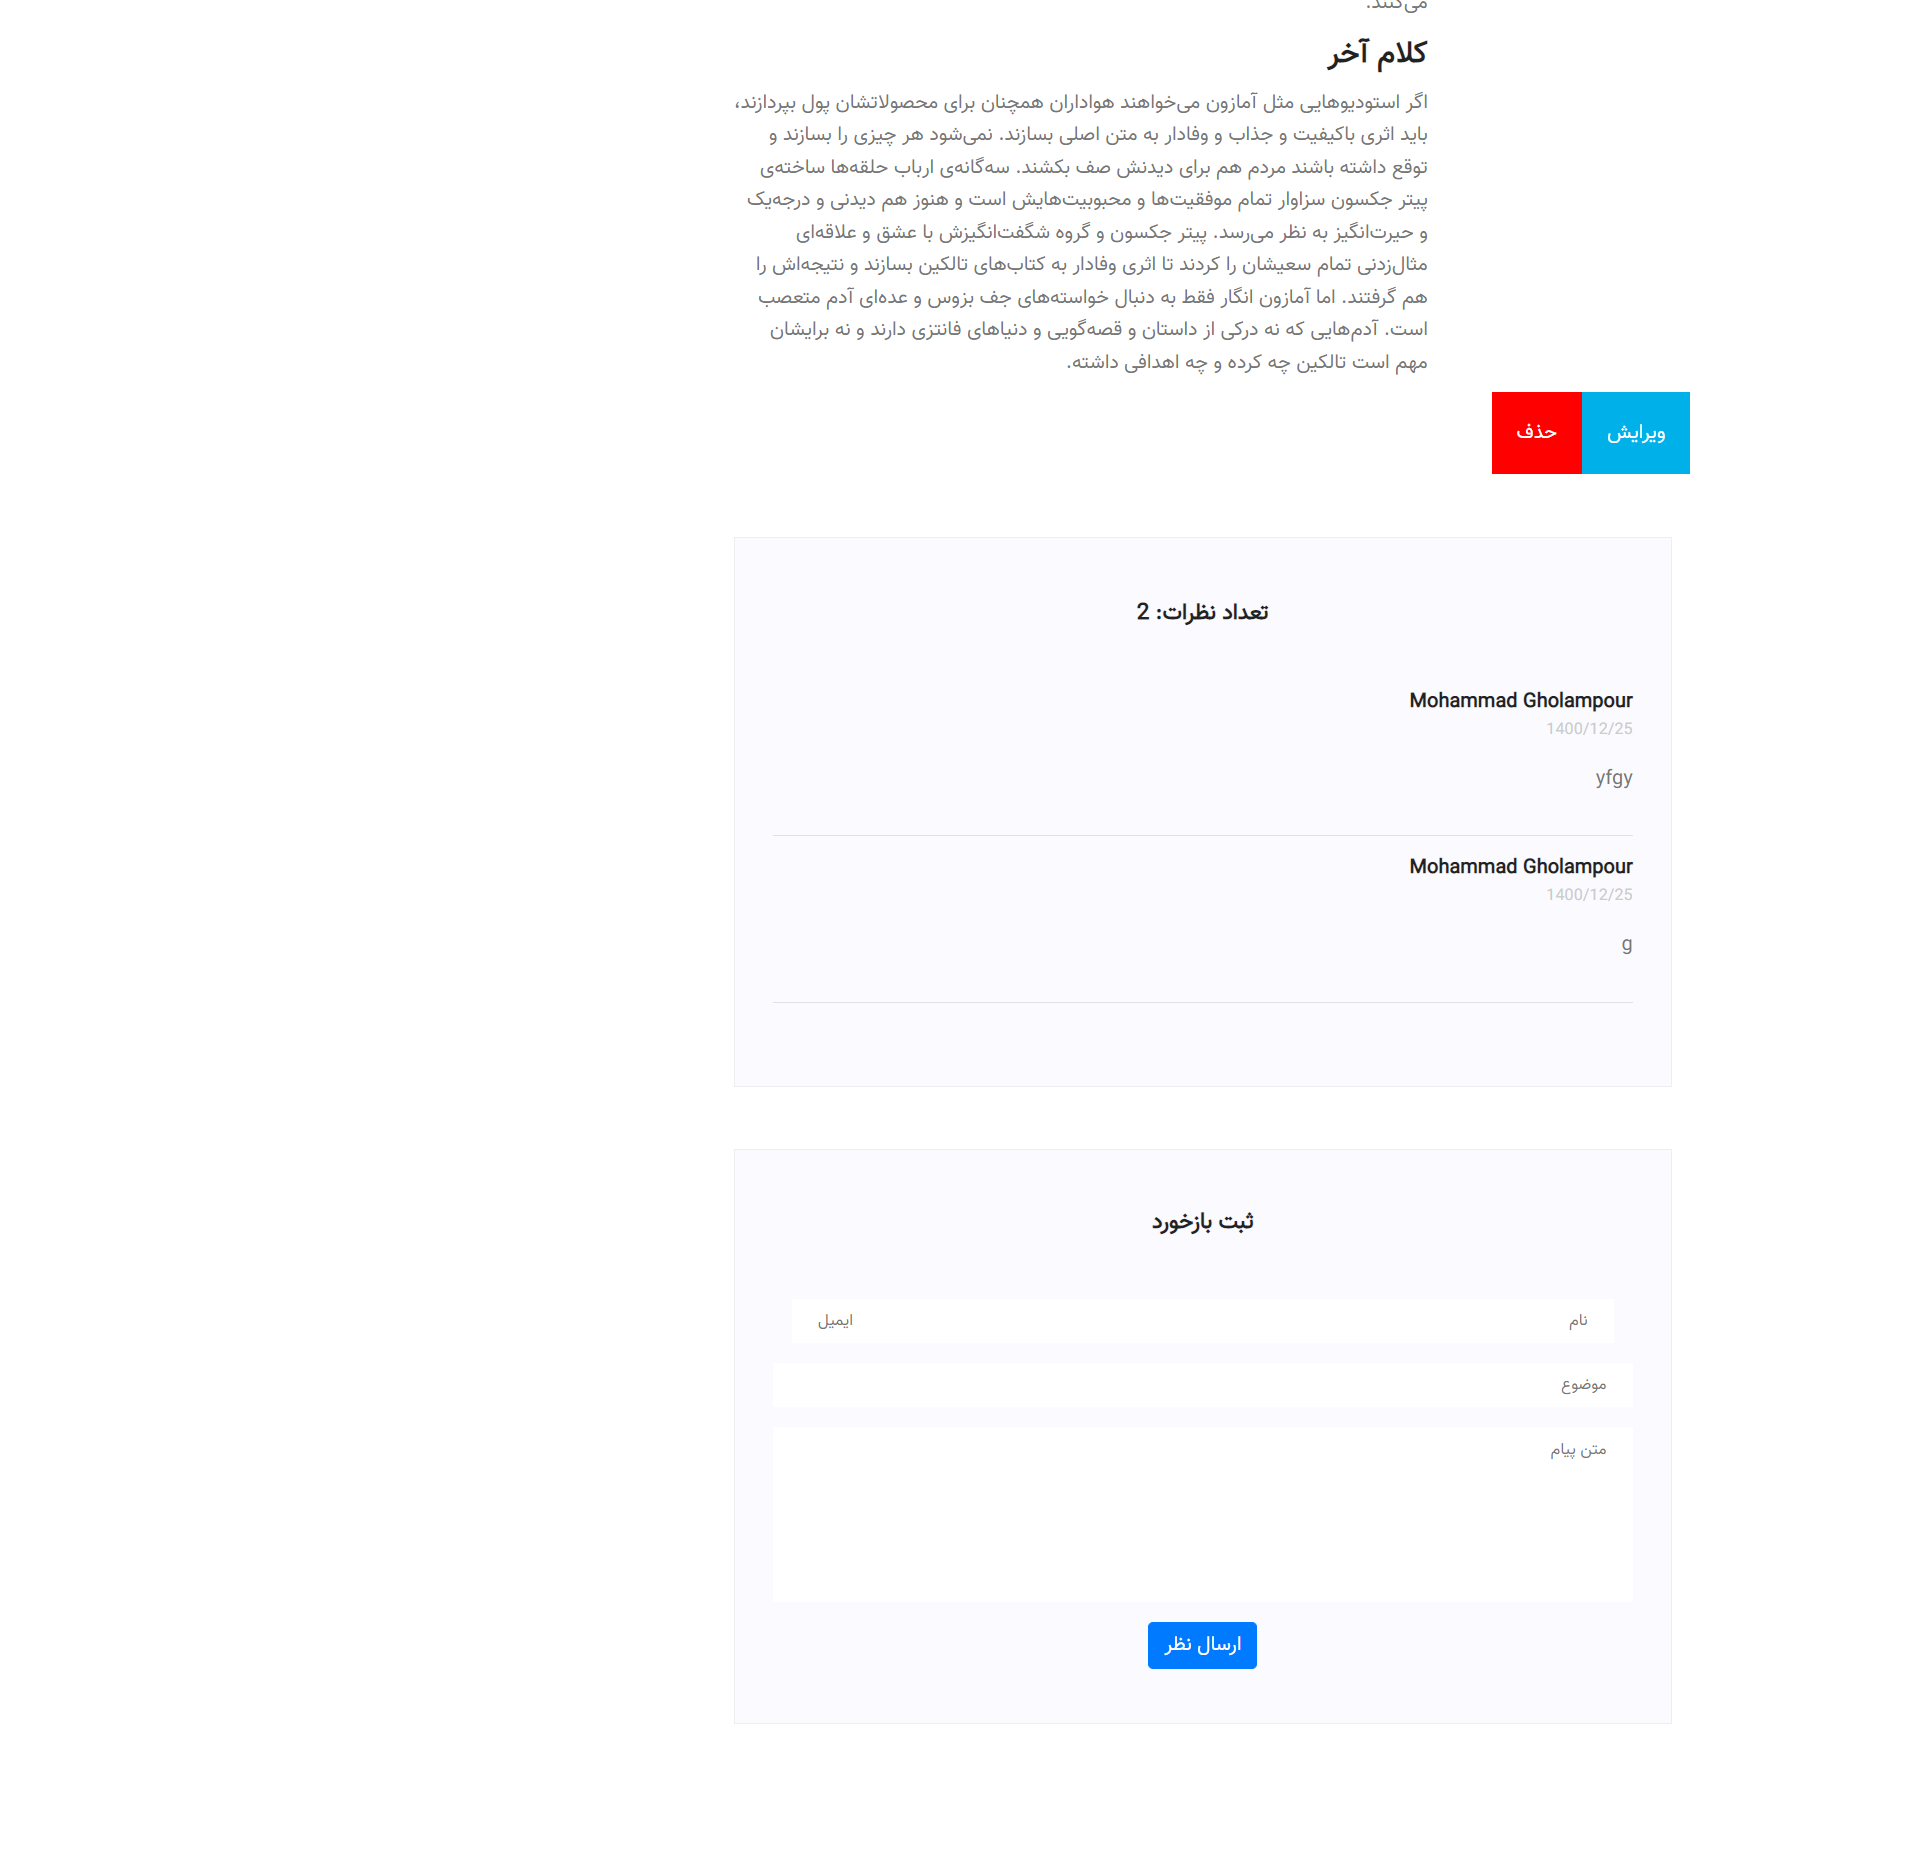 می‌کنند.
کلام آخر
اگر استودیوهایی مثل آمازون می‌خواهند هواداران همچنان برای محصولاتشان پول بپردازند،
باید اثری باکیفیت و جذاب و وفادار به متن اصلی بسازند. نمی‌شود هر چیزی را بسازند و
توقع داشته باشند مردم هم برای دیدنش صف بکشند. سه‌گانه‌ی ارباب حلقه‌ها ساخته‌ی
پیتر جکسون سزاوار تمام موفقیت‌ها و محبوبیت‌هایش است و هنوز هم دیدنی و درجه‌یک
و حیرت‌انگیز به نظر می‌رسد. پیتر جکسون و گروه شگفت‌انگیزش با عشق و علاقه‌ای
مثال‌زدنی تمام سعیشان را کردند تا اثری وفادار به کتاب‌های تالکین بسازند و نتیجه‌اش را
هم گرفتند. اما آمازون انگار فقط به دنبال خواسته‌های جف بزوس و عده‌ای آدم متعصب
است. آدم‌هایی که نه درکی از داستان و قصه‌گویی و دنیاهای فانتزی دارند و نه برایشان
مهم است تالکین چه کرده و چه اهدافی داشته.
ویرایش حذف
تعداد نظرات: 2
Mohammad Gholampour
1400/12/25
yfgy
Mohammad Gholampour
1400/12/25
g
ثبت بازخورد
نام ایمیل
موضوع
متن پیام
ارسال نظر